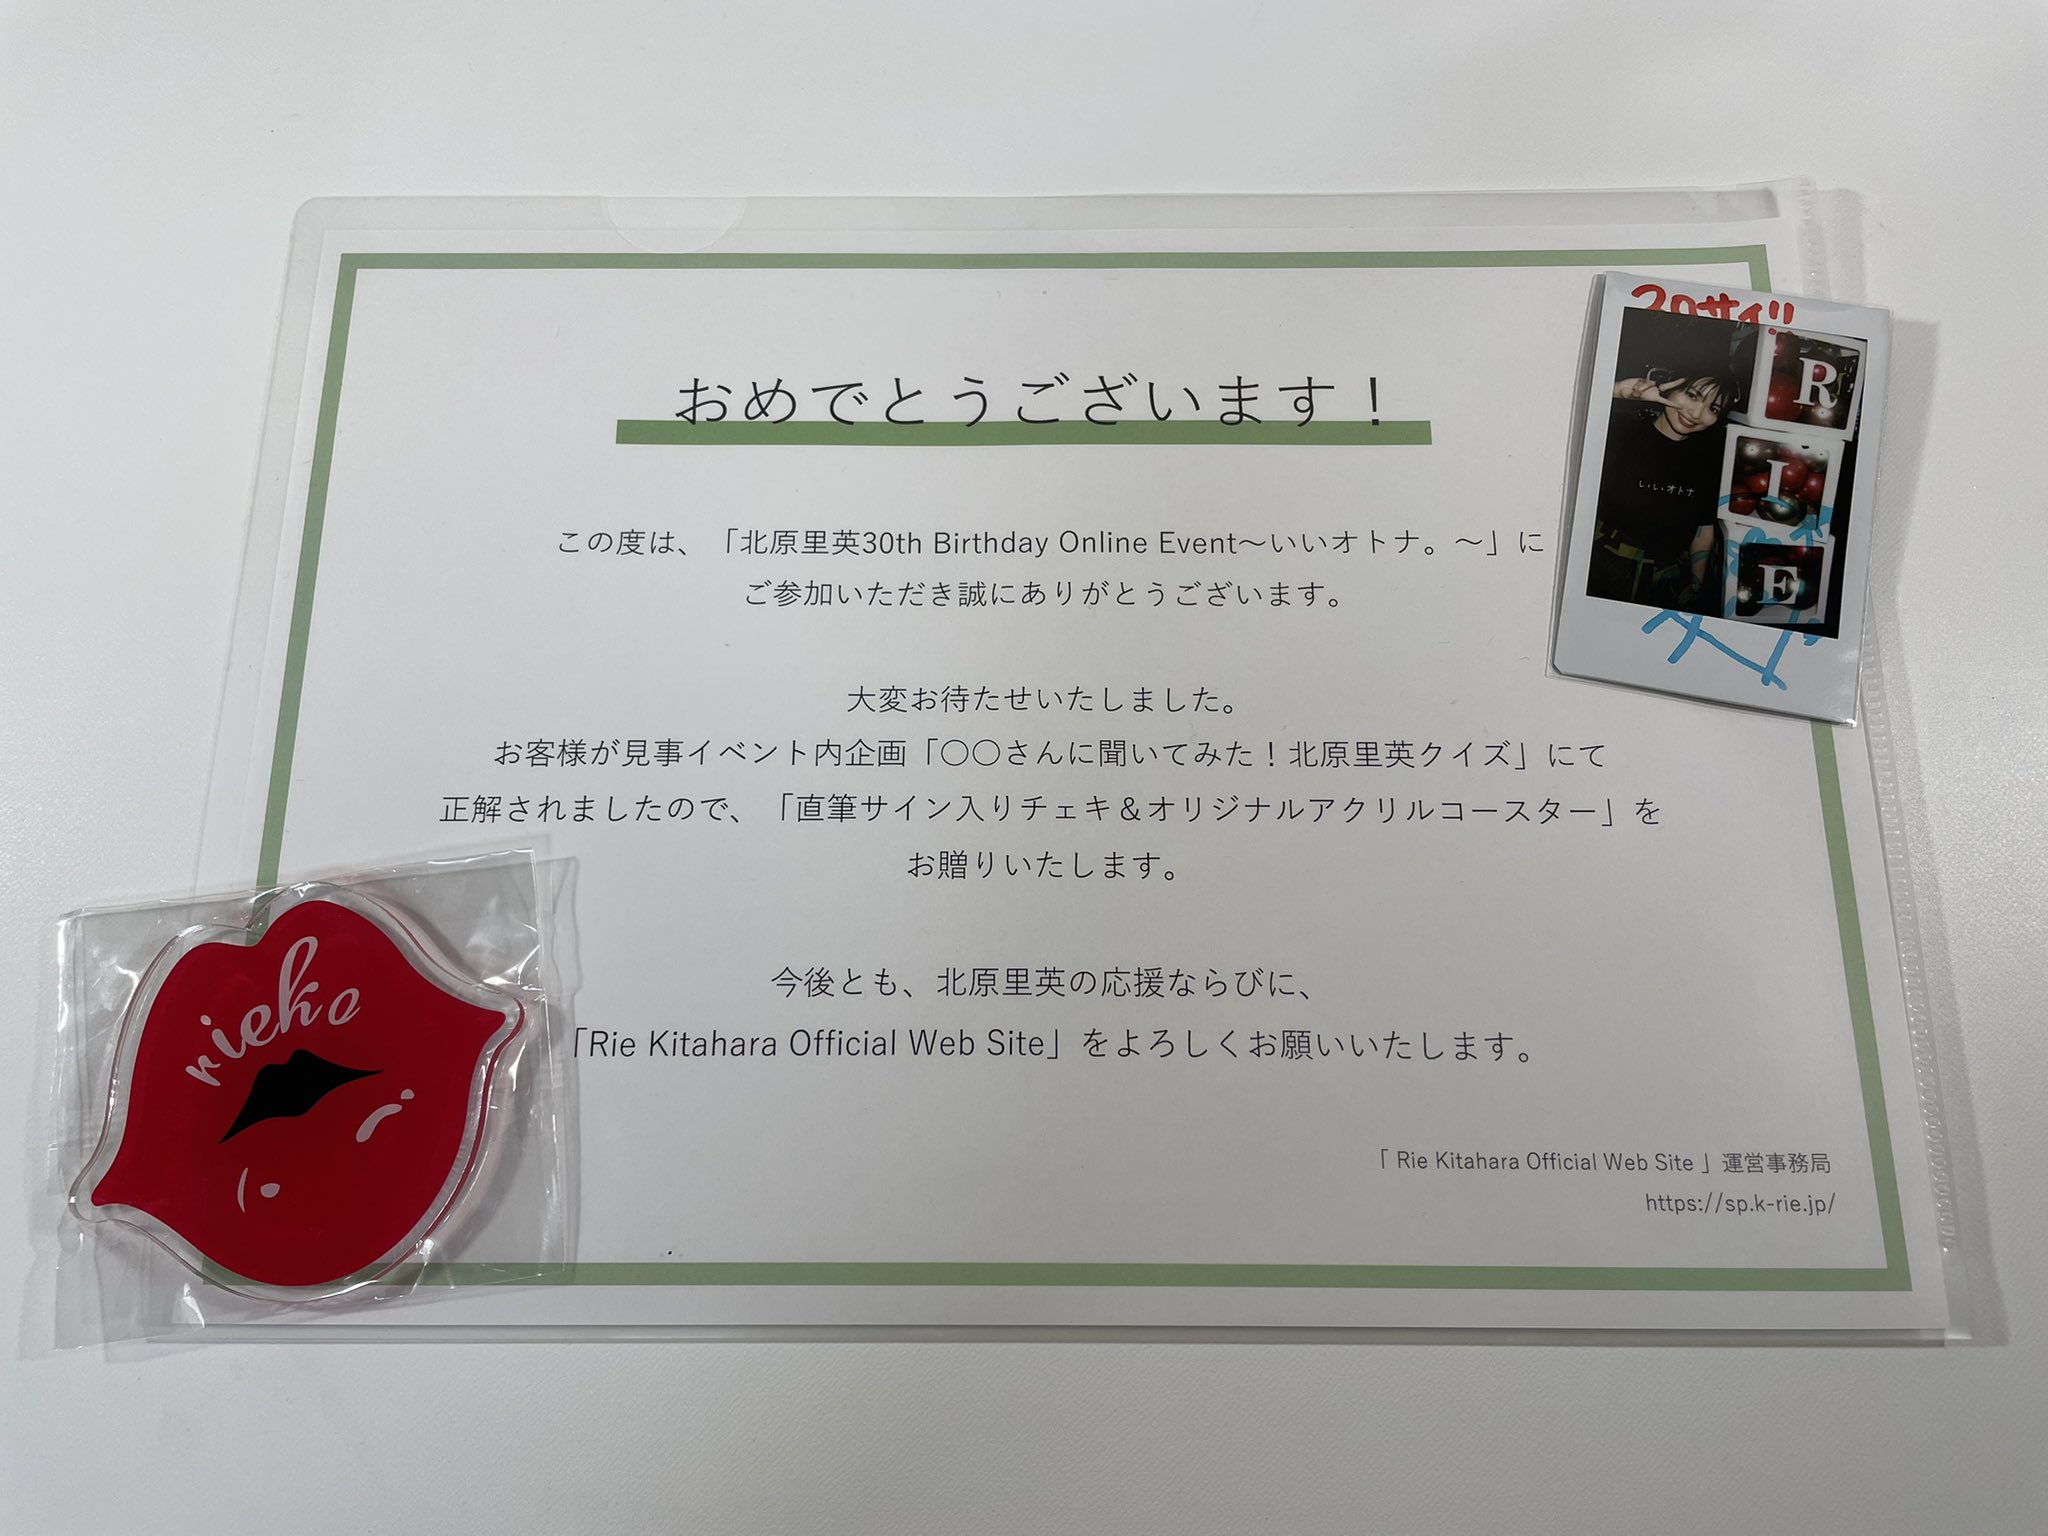 おめでとうございます！
この度は、「北原里英30th Birthday Online Event～いいオトナ。～」に
ご参加いただき誠にありがとうございます。
大変お待たせいたしました。
お客様が見事イベント内企画「〇〇さんに聞いてみた！北原里英クイズ」にて
正解されましたので、「直筆サイン入りチェキ＆オリジナルアクリルコースター」を
お贈りいたします。
今後とも、北原里英の応援ならびに、
「Rie Kitahara Official Web Site」をよろしくお願いいたします。
「 Rie Kitahara Official Web Site 」運営事務局
https://sp.k-rie.jp/
R
I
E
いいオトナ
rieko